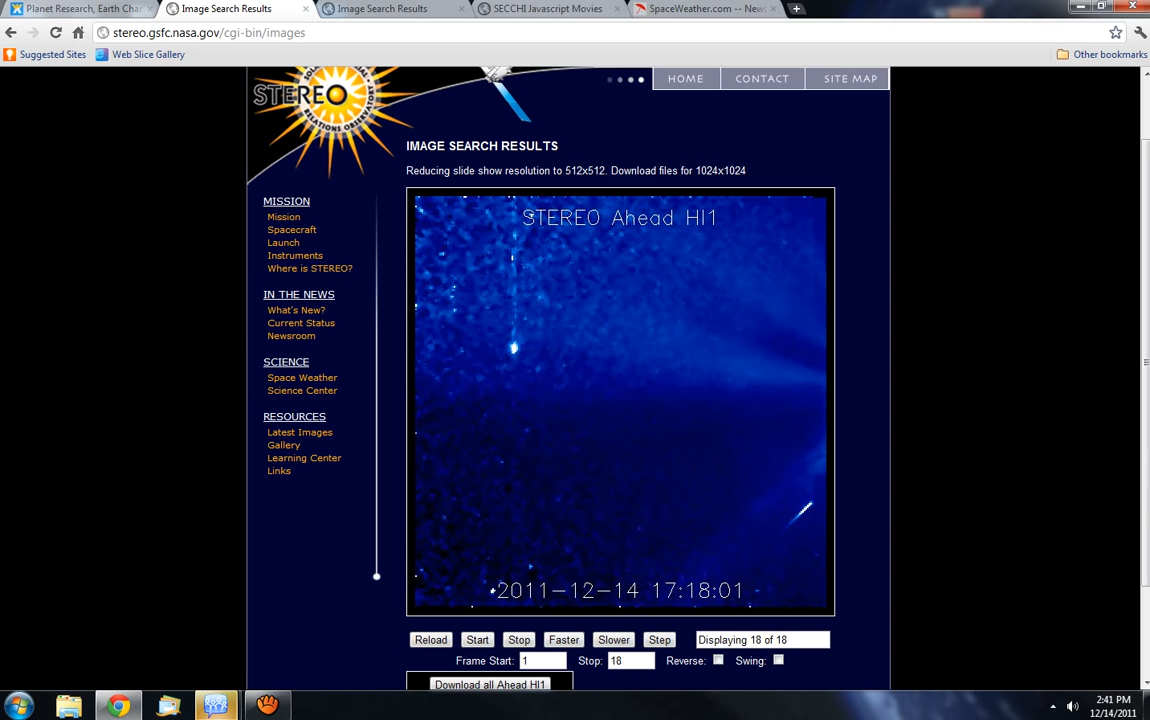 Planet Research, Earth Char
Image Search Results
Image Search Results
SECCHI Javascript Movies
SpaceWeather.com -- News
stereo.gsfc.nasa.gov/cgi-bin/images
Suggested Sites
Web Slice Gallery
Other bookmarks
STEREO
RELATIONS OBSERVATORY
HOME
CONTACT
SITE MAP
IMAGE SEARCH RESULTS
Reducing slide show resolution to 512x512. Download files for 1024x1024
MISSION
Mission
Spacecraft
Launch
Instruments
Where is STEREO?
IN THE NEWS
What's New?
Current Status
Newsroom
SCIENCE
Space Weather
Science Center
RESOURCES
Latest Images
Gallery
Learning Center
Links
STEREO Ahead HI1
2011-12-14 17:18:01
Reload
Start
Stop
Faster
Slower
Step
Displaying 18 of 18
Frame Start: 1
Stop: 18
Reverse:
Swing:
Download all Ahead HI1
2:41 PM
12/14/2011